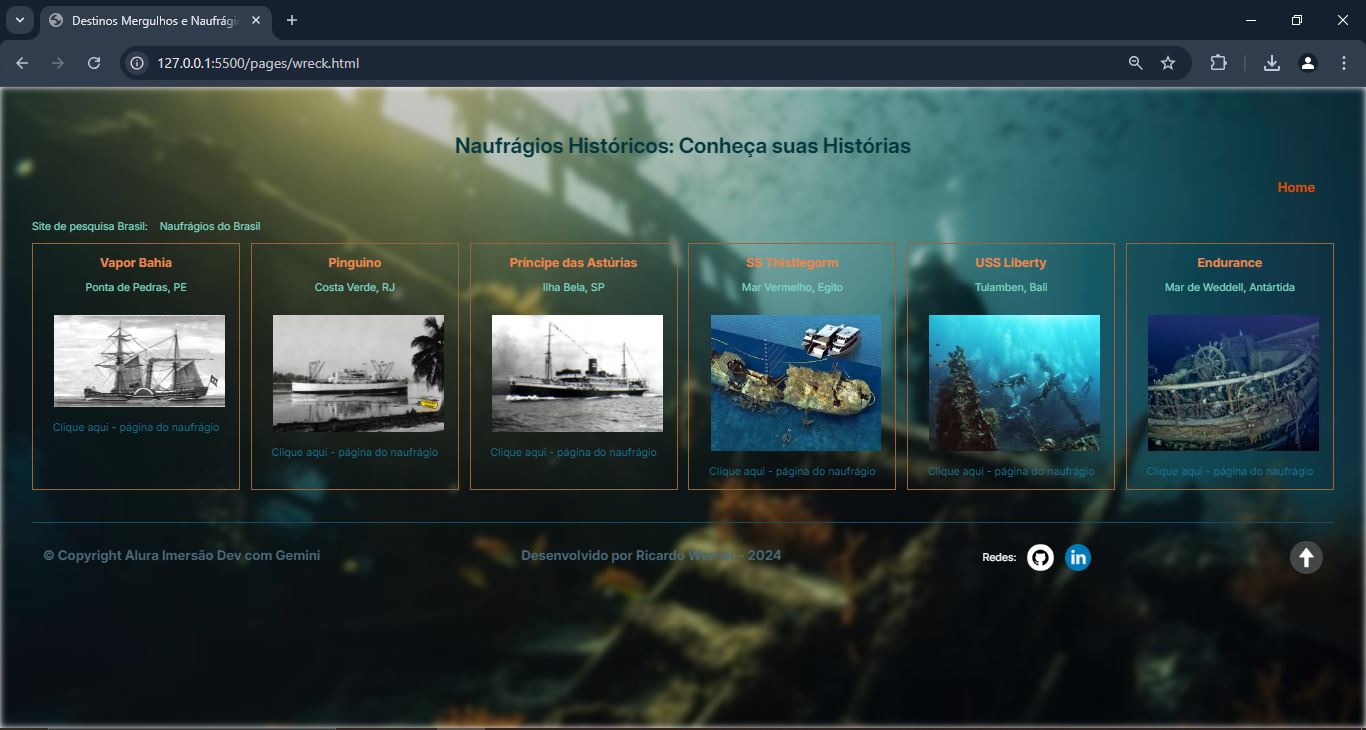 Destinos Mergulhos e Naufrági
127.0.0.1:5500/pages/wreck.html
Naufrágios Históricos: Conheça suas Histórias
Home
Site de pesquisa Brasil: Naufrágios do Brasil
Vapor Bahia
Ponta de Pedras, PE
Clique aqui - página do naufrágio
Pinguino
Costa Verde, RJ
Clique aqui - página do naufrágio
Príncipe das Astúrias
Ilha Bela, SP
Clique aqui - página do naufrágio
SS Thistlegorm
Mar Vermelho, Egito
Clique aqui - página do naufrágio
USS Liberty
Tulamben, Bali
Clique aqui - página do naufrágio
Endurance
Mar de Weddell, Antártida
Clique aqui - página do naufrágio
© Copyright Alura Imersão Dev com Gemini
Desenvolvido por Ricardo - 2024
Redes:
in